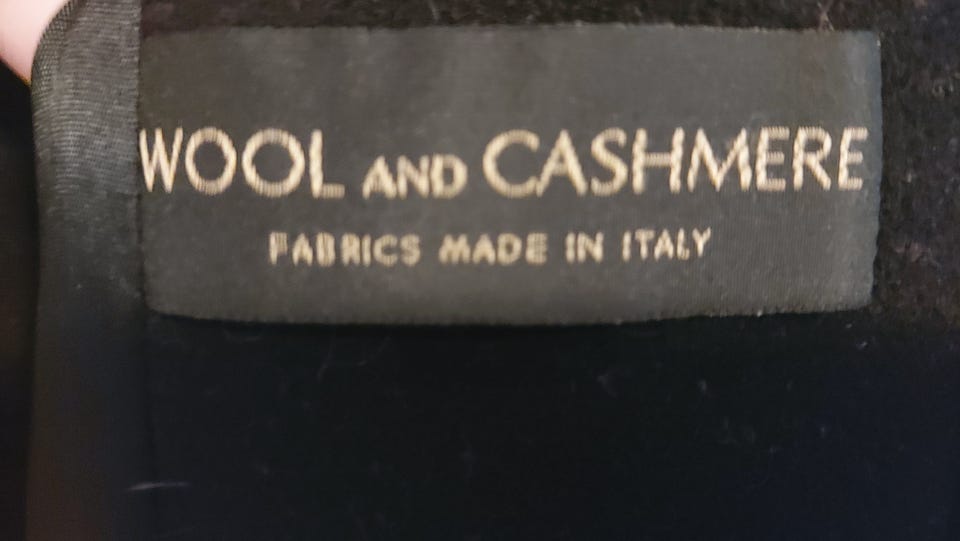 WOOL AND CASHMERE
FABRICS MADE IN ITALY